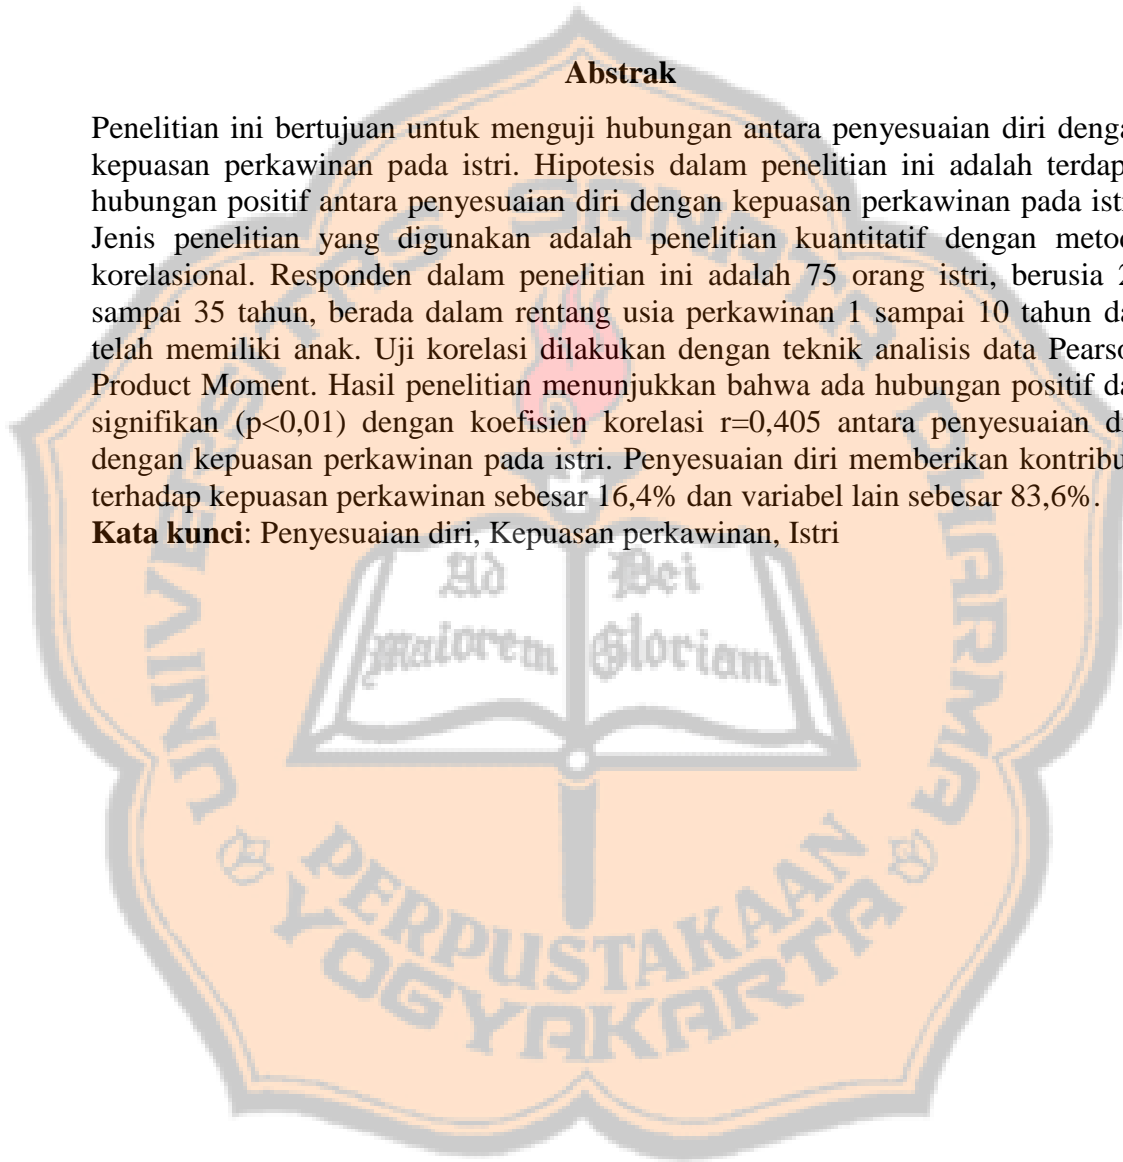 Abstrak
Penelitian ini bertujuan untuk menguji hubungan antara penyesuaian diri denga
kepuasan perkawinan pada istri. Hipotesis dalam penelitian ini adalah terdap
hubungan positif antara penyesuaian diri dengan kepuasan perkawinan pada istr
Jenis penelitian yang digunakan adalah penelitian kuantitatif dengan metod
korelasional. Responden dalam penelitian ini adalah 75 orang istri, berusia 2
sampai 35 tahun, berada dalam rentang usia perkawinan 1 sampai 10 tahun da
telah memiliki anak. Uji korelasi dilakukan dengan teknik analisis data Pearso
Product Moment. Hasil penelitian menunjukkan bahwa ada hubungan positif da
signifikan (p<0,01) dengan koefisien korelasi r=0,405 antara penyesuaian di
dengan kepuasan perkawinan pada istri. Penyesuaian diri memberikan kontribu
terhadap kepuasan perkawinan sebesar 16,4% dan variabel lain sebesar 83,6%.
Kata kunci: Penyesuaian diri, Kepuasan perkawinan, Istri
UNIVERSITAS SANATA DHARMA
Ad Dei
maiorem Gloriam
PERPUSTAKAAN
YOGYAKARTA